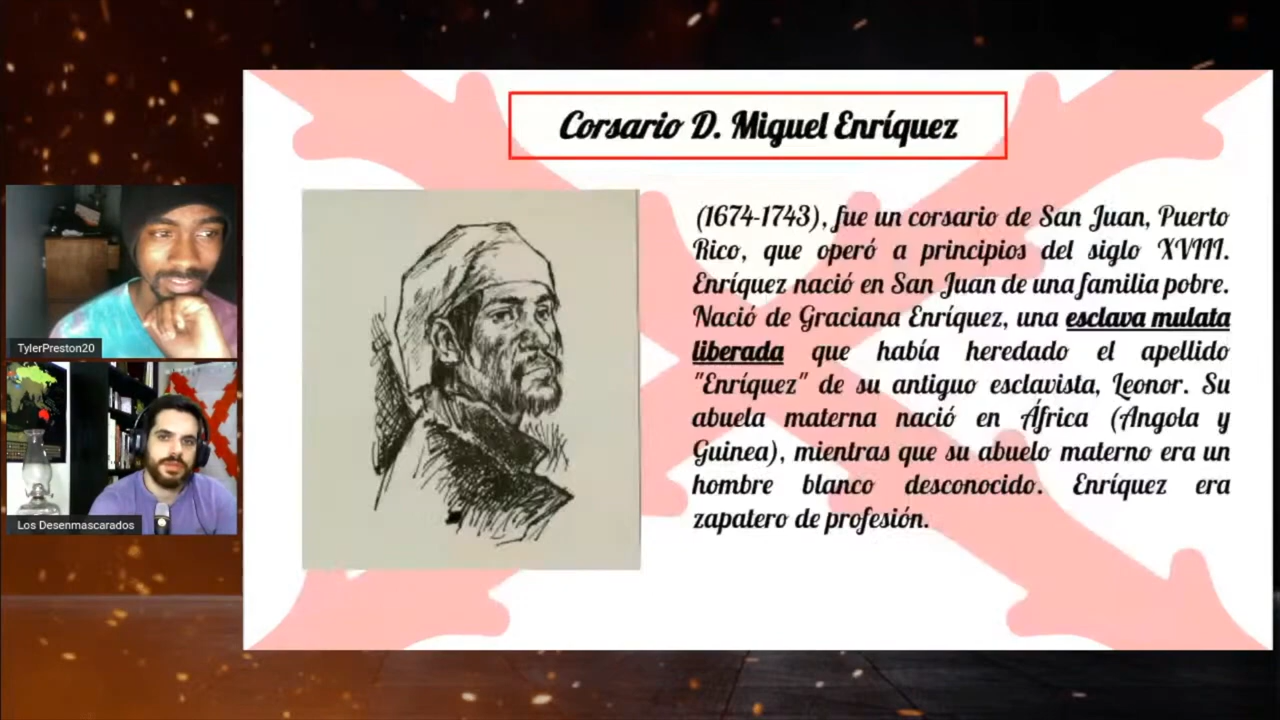 Corsario D. Miguel Enríquez
(1674-1743), fue un corsario de San Juan, Puerto
Rico, que operó a principios del siglo XVIII.
Enríquez nació en San Juan de una familia pobre.
Nació de Graciana Enríquez, una esclava mulata
liberada que había heredado el apellido
"Enríquez" de su antiguo esclavista, Leonor. Su
abuela materna nació en África (Angola y
Guinea), mientras que su abuelo materno era un
hombre blanco desconocido. Enríquez era
zapatero de profesión.
TylerPreston20
Los Desenmascarados